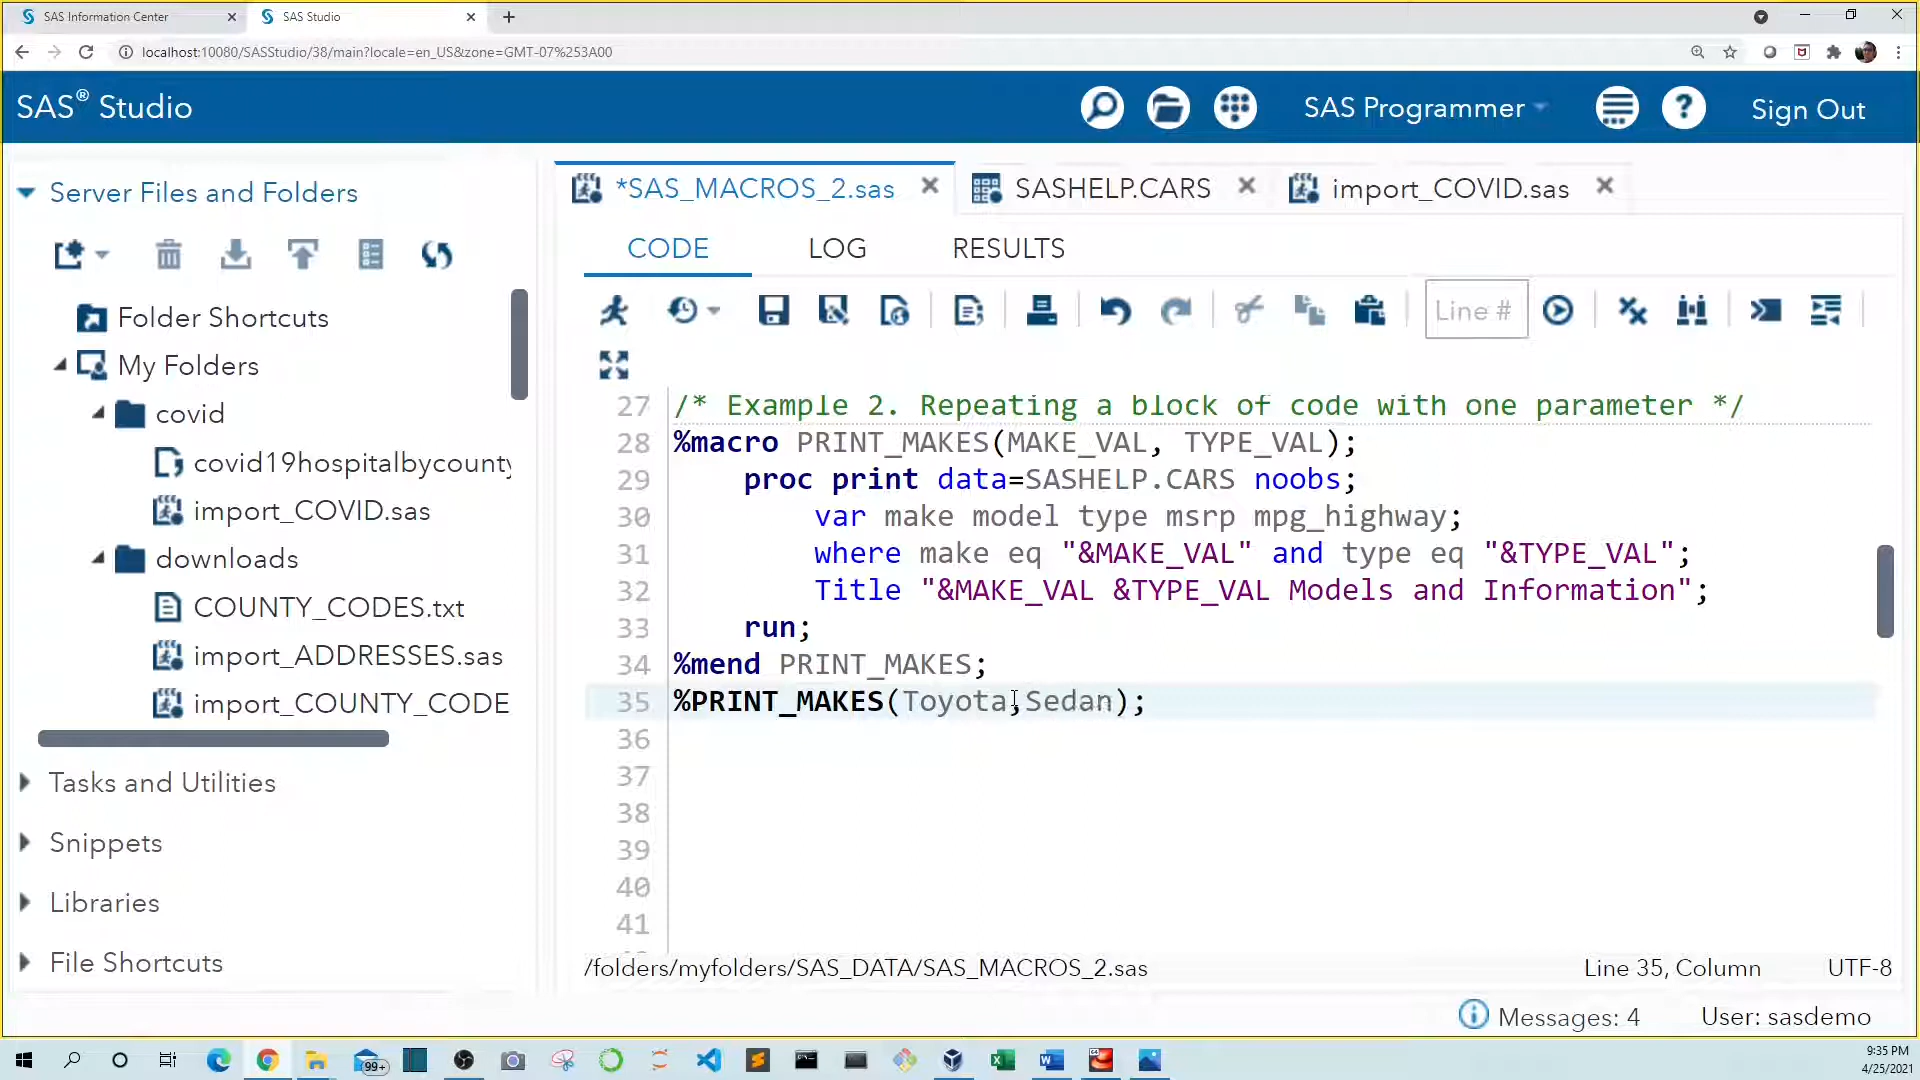 SAS Information Center
SAS Studio
localhost:10080/SASStudio/38/main?locale=en_US&zone=GMT-07%253A00
SAS® Studio
SAS Programmer
Sign Out
Server Files and Folders
Folder Shortcuts
My Folders
covid
covid19hospitalbycounty
import_COVID.sas
downloads
COUNTY_CODES.txt
import_ADDRESSES.sas
import_COUNTY_CODE
Tasks and Utilities
Snippets
Libraries
File Shortcuts
*SAS_MACROS_2.sas
SASHELP.CARS
import_COVID.sas
CODE LOG RESULTS
Line #
27 /* Example 2. Repeating a block of code with one parameter */
28 %macro PRINT_MAKES(MAKE_VAL, TYPE_VAL);
29 proc print data=SASHELP.CARS noobs;
30 var make model type msrp mpg_highway;
31 where make eq "&MAKE_VAL" and type eq "&TYPE_VAL";
32 Title "&MAKE_VAL &TYPE_VAL Models and Information";
33 run;
34 %mend PRINT_MAKES;
35 %PRINT_MAKES(Toyota,Sedan);
36
37
38
39
40
41
/folders/myfolders/SAS_DATA/SAS_MACROS_2.sas
Line 35, Column
UTF-8
Messages: 4
User: sasdemo
99+
9:35 PM
4/25/2021